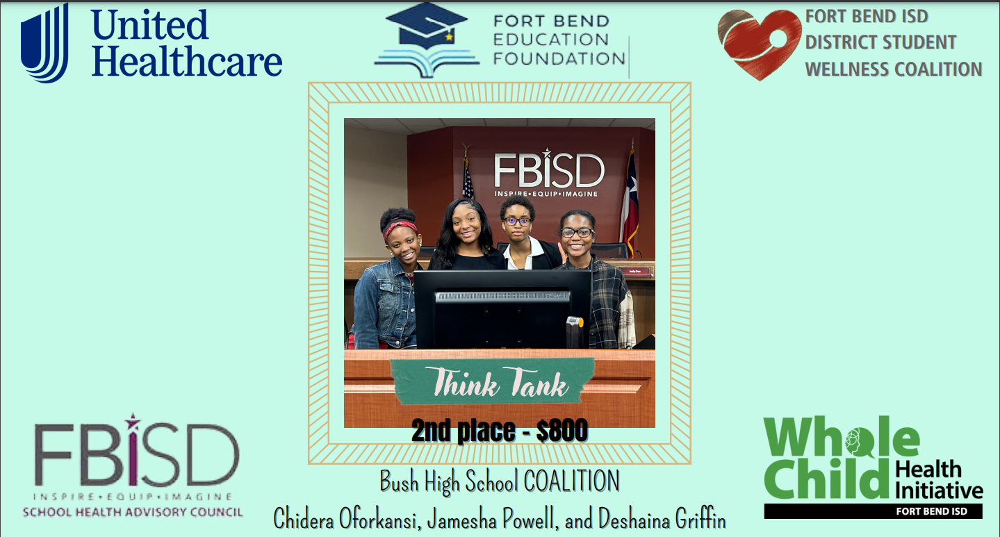 United
Healthcare
FORT BEND
EDUCATION
FOUNDATION
FORT BEND ISD
DISTRICT STUDENT
WELLNESS COALITION
FBISD
INSPIRE•EQUIP•IMAGINE
Judy Dae
Think Tank
2nd place - $800
FBISD
INSPIRE•EQUIP•IMAGINE
SCHOOL HEALTH ADVISORY COUNCIL
Bush High School COALITION
Chidera Oforkansi, Jamesha Powell, and Deshaina Griffin
Whole
Child Health
Initiative
FORT BEND ISD